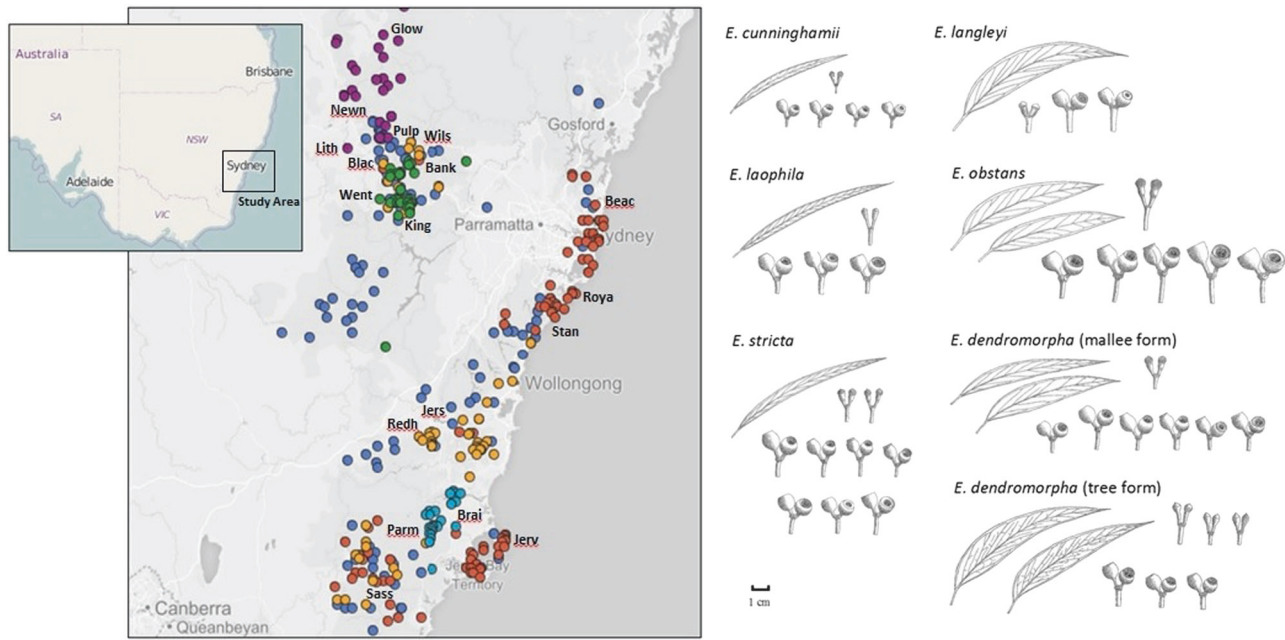 Australia
Brisbane
SA
NSW
Sydney
Adelaide
Study Area
VIC
Glow
Newn
Gosford
Pulp
Wils
Lith
Blac
Bank
Went
Beac
King
Parramatta
ydney
Roya
Stan
Wollongong
Jers
Redh
Brai
Parm
Jerv
Territory
Sass
Canberra
Queanbeyan
E. cunninghamii
E. langleyi
E. laophila
E. obstans
E. stricta
E. dendromorpha (mallee form)
E. dendromorpha (tree form)
1 cm